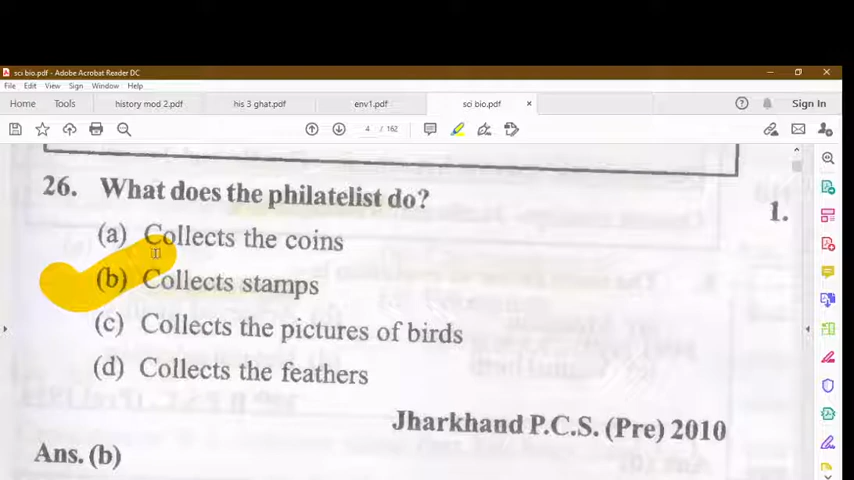 sci bio.pdf - Adobe Acrobat Reader DC
File Edit View Sign Window Help
Home Tools history mod 2.pdf his 3 ghat.pdf env1.pdf sci bio.pdf × Sign In
4 / 162
26. What does the philatelist do?
1.
(a) Collects the coins
(b) Collects stamps
(c) Collects the pictures of birds
(d) Collects the feathers
Jharkhand P.C.S. (Pre) 2010
Ans. (b)